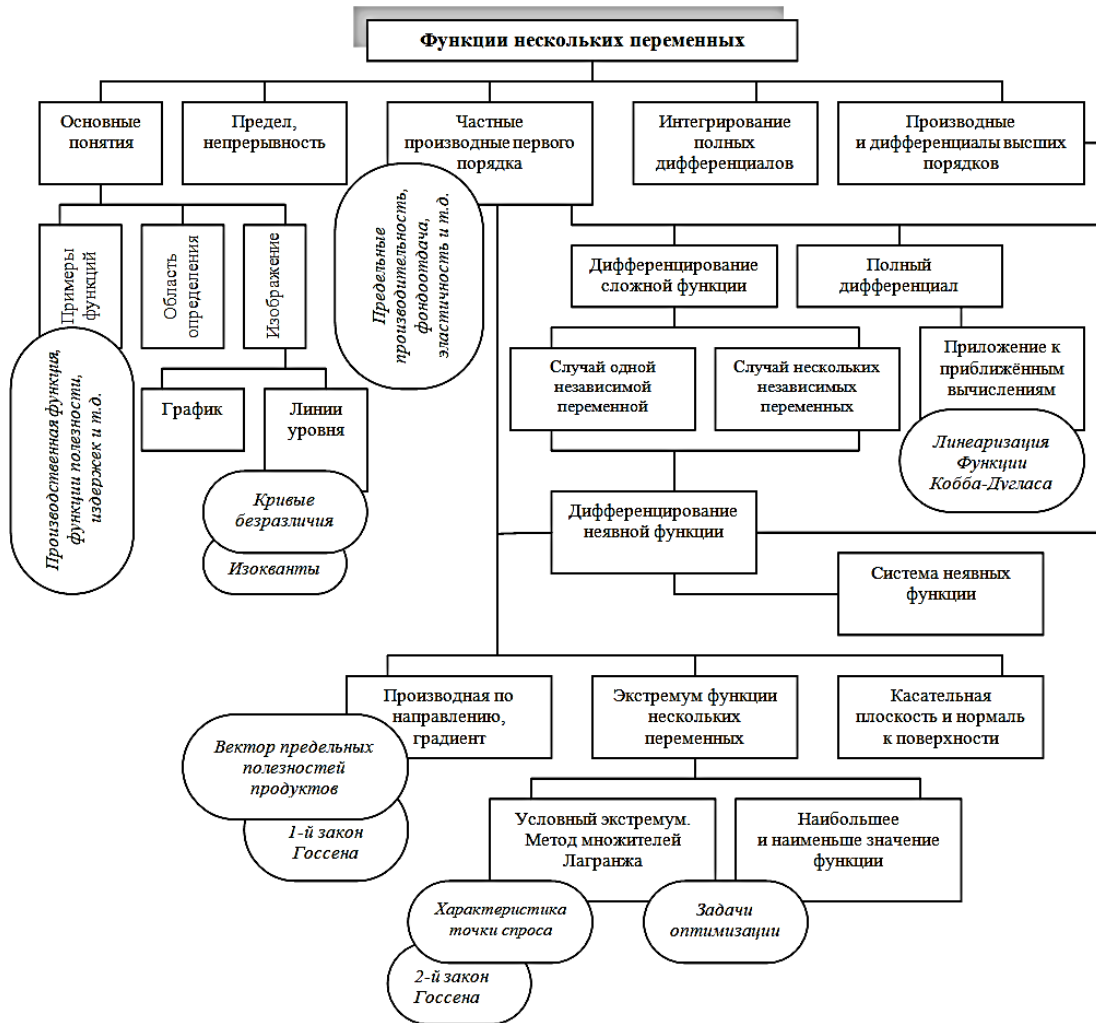 Функции нескольких переменных
Основные
понятия
Предел,
непрерывность
Частные
производные первого
порядка
Интегрирование
полных
дифференциалов
Производные
и дифференциалы высших
порядков
Предельные
производительность,
фондоотдача,
эластичность и т.д.
Примеры
функций
Область
определения
Изображение
Дифференцирование
сложной функции
Полный
дифференциал
Производственная функция,
функции полезности,
издержек и т.д.
График
Линии
уровня
Случай одной
независимой
переменной
Случай нескольких
независимых
переменных
Приложение к
приближённым
вычислениям
Линеаризация
Функции
Кобба-Дугласа
Кривые
безразличия
Изокванты
Дифференцирование
неявной функции
Система неявных
функции
Производная по
направлению,
градиент
Экстремум функции
нескольких
переменных
Касательная
плоскость и нормаль
к поверхности
Вектор предельных
полезностей
продуктов
1-й закон
Госсена
Условный экстремум.
Метод множителей
Лагранжа
Наибольшее
и наименьше значение
функции
Характеристика
точки спроса
Задачи
оптимизации
2-й закон
Госсена